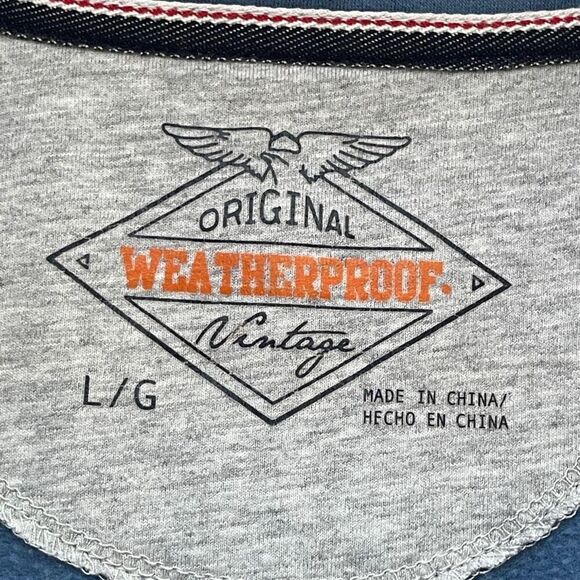 ORIGINAL
WEATHERPROOF.
Vintage
L/G
MADE IN CHINA/
HECHO EN CHINA